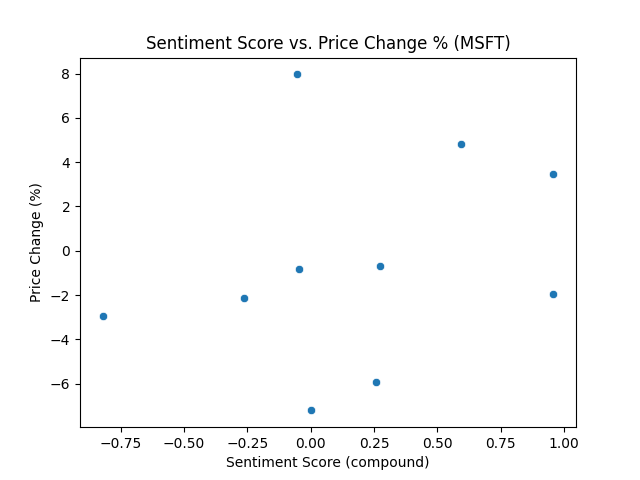 Sentiment Score vs. Price Change % (MSFT)
8
6
4
2
0
−2
−4
−6
Price Change (%)
−0.75 −0.50 −0.25 0.00 0.25 0.50 0.75 1.00
Sentiment Score (compound)